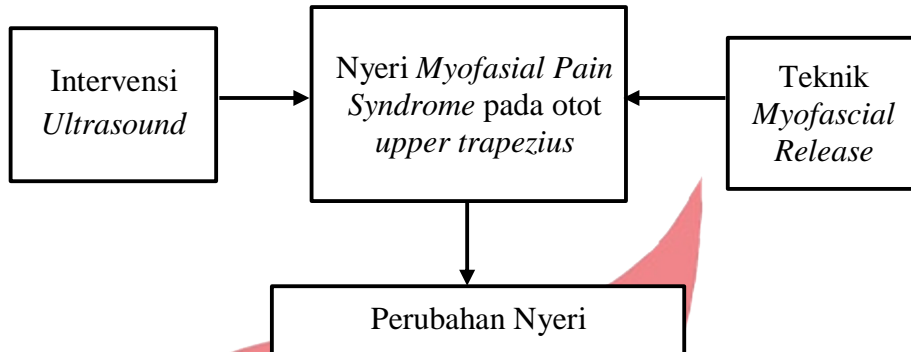 Intervensi
Ultrasound
Nyeri Myofasial Pain
Syndrome pada otot
upper trapezius
Teknik
Myofascial
Release
Perubahan Nyeri